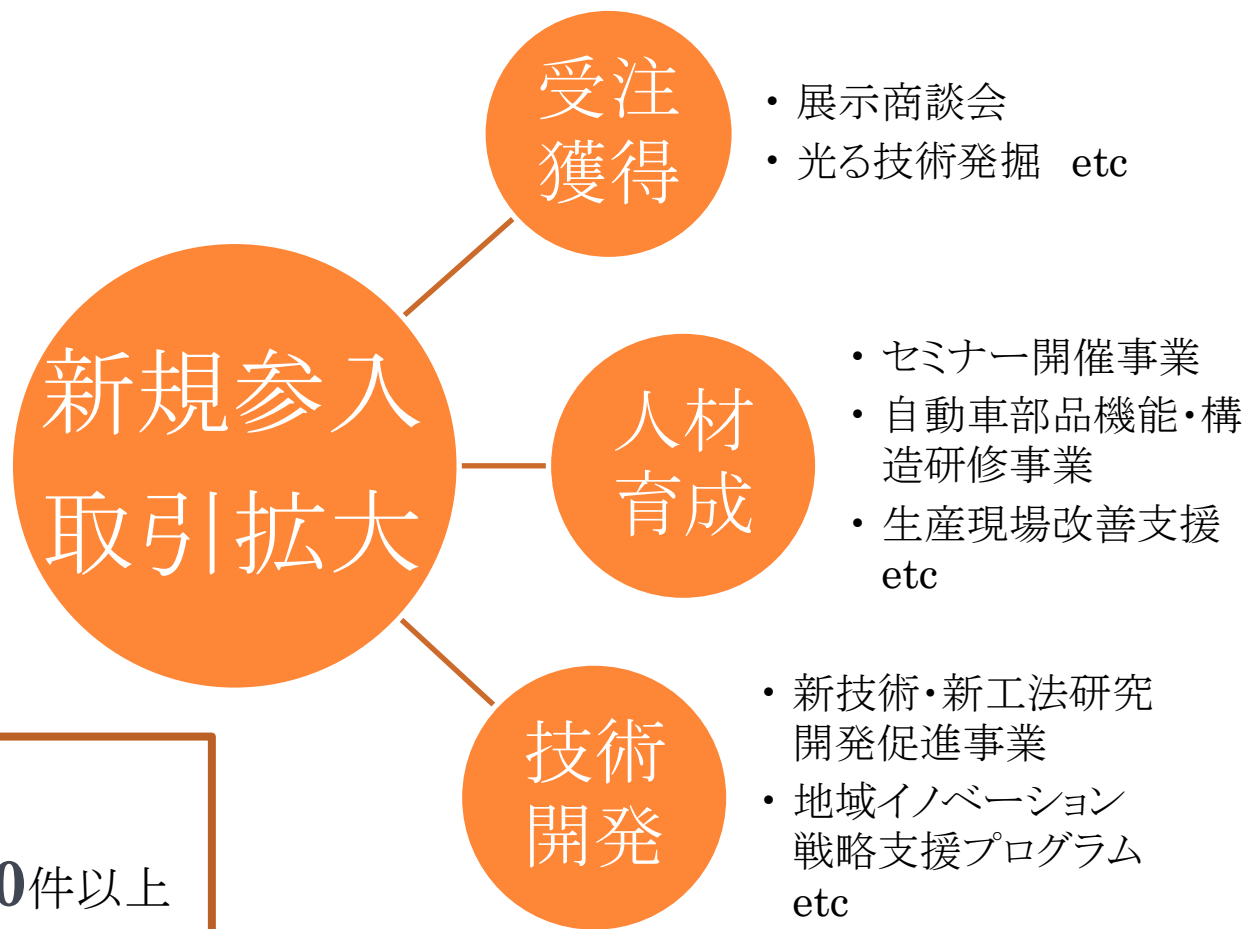 受注
獲得
・展示商談会
・光る技術発掘　etc
新規参入
取引拡大
人材
育成
・セミナー開催事業
・自動車部品機能・構
造研修事業
・生産現場改善支援
etc
技術
開発
・新技術・新工法研究
開発促進事業
・地域イノベーション
戦略支援プログラム
etc
0件以上